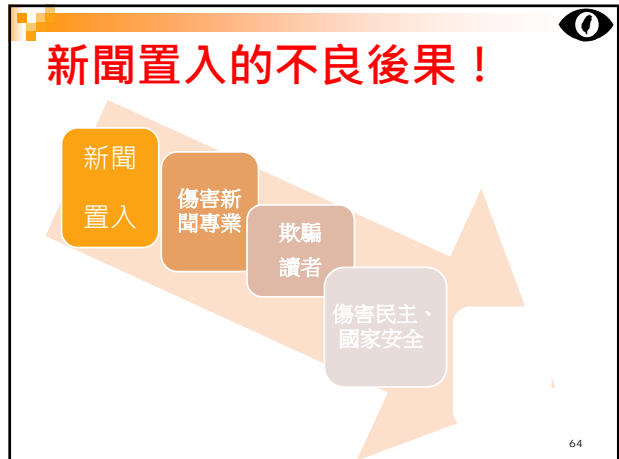 新聞置入的不良後果！
新聞
置入
傷害新
聞專業
欺騙
讀者
傷害民主、
國家安全
64